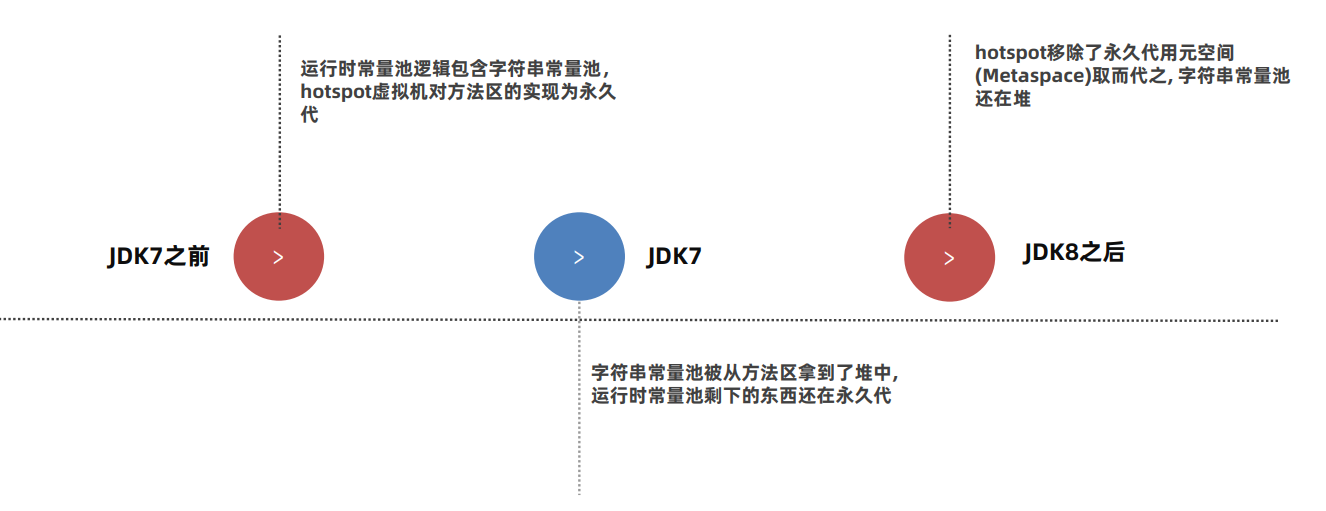 运行时常量池逻辑包含字符串常量池，
hotspot虚拟机对方法区的实现为永久
代
hotspot移除了永久代用元空间
(Metaspace)取而代之, 字符串常量池
还在堆
JDK7之前
>
>
JDK7
>
JDK8之后
字符串常量池被从方法区拿到了堆中,
运行时常量池剩下的东西还在永久代